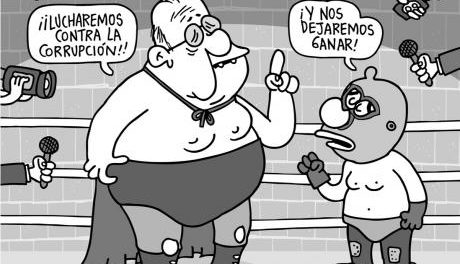 ¡¡LUCHAREMOS
CONTRA LA
CORRUPCIÓN!!
¡Y NOS
DEJAREMOS
GANAR!